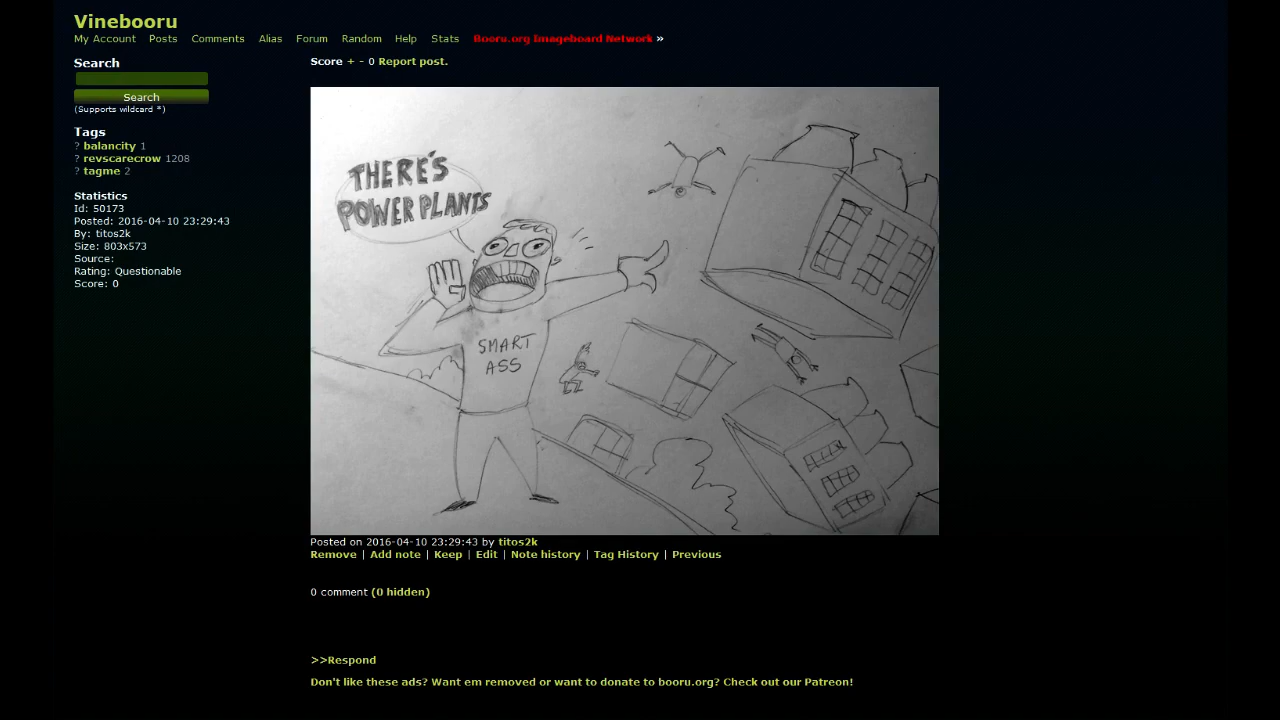 Vinebooru
My Account Posts Comments Alias Forum Random Help Stats Booru.org Imageboard Network »
Search
Search
(Supports wildcard *)
Tags
? balancity 1
? revscarecrow 1208
? tagme 2
Statistics
Id: 50173
Posted: 2016-04-10 23:29:43
By: titos2k
Size: 803x573
Source:
Rating: Questionable
Score: 0
Score + - 0 Report post.
THERE'S
POWER PLANTS
SMART
ASS
Posted on 2016-04-10 23:29:43 by titos2k
Remove | Add note | Keep | Edit | Note history | Tag History | Previous
0 comment (0 hidden)
>>Respond
Don't like these ads? Want em removed or want to donate to booru.org? Check out our Patreon!